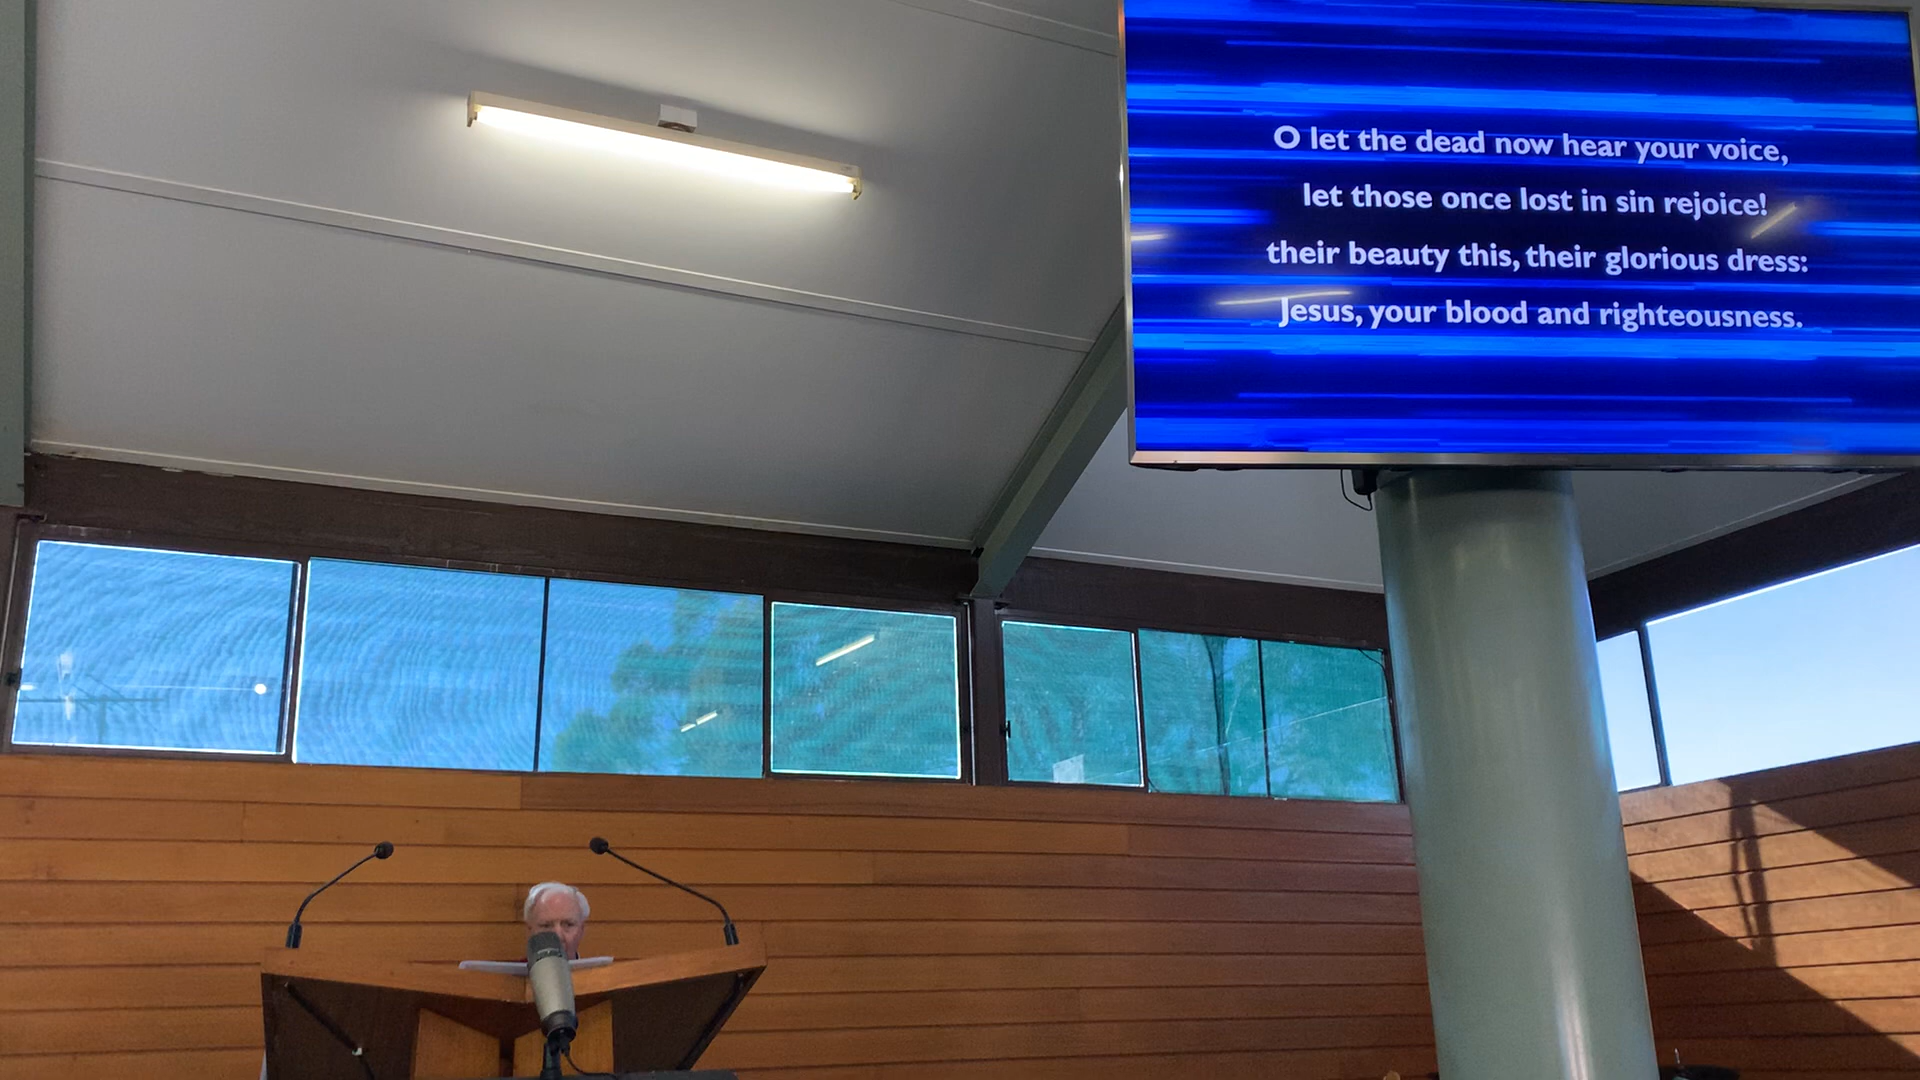 O let the dead now hear your voice,
let those once lost in sin rejoice!
their beauty this, their glorious dress:
Jesus, your blood and righteousness.